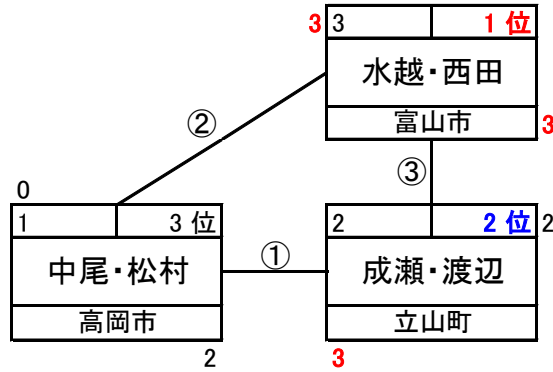 3 3 1 位
水越・西田
富山市 3
②
③
0
1 3 位
2 2 位 2
中尾・松村
①
成瀬・渡辺
高岡市
立山町
2
3